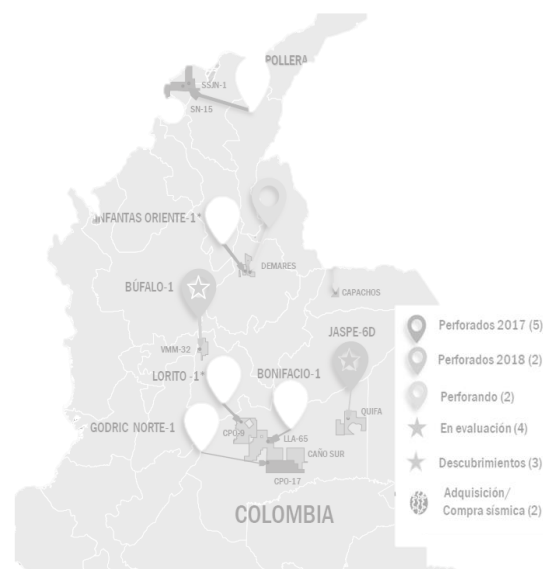 POLLERA
SSJN-1
SN-15
INFANTAS ORIENTE-1*
DEMARES
BÚFALO-1
CAPACHOS
JASPE-6D
VMM-32
LORITO -1*
BONIFACIO-1
QUIFA
GODRIC NORTE-1
CPO-9
LLA-65
CAÑO SUR
CPO-17
COLOMBIA
Perforados 2017 (5)
Perforados 2018 (2)
Perforando (2)
En evaluación (4)
Descubrimientos (3)
Adquisición/
Compra sísmica (2)